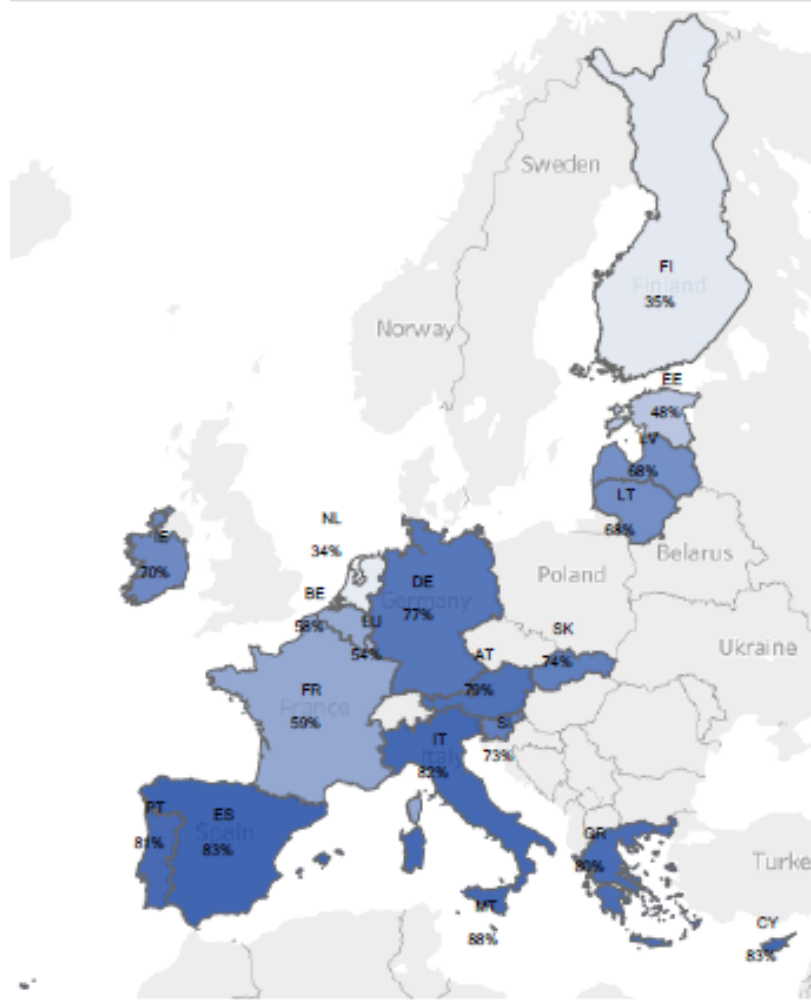 Sweden
FI
Finland
35%
Norway
EE
48%
LV
68%
LT
68%
NL
34%
IE
70%
Belarus
Poland
BE
58%
DE
Germany
77%
LU
54%
SK
74%
Ukraine
AT
79%
FR
France
59%
SI
73%
IT
Italy
82%
PT
81%
ES
Spain
83%
GR
80%
Turke
MT
88%
CY
83%